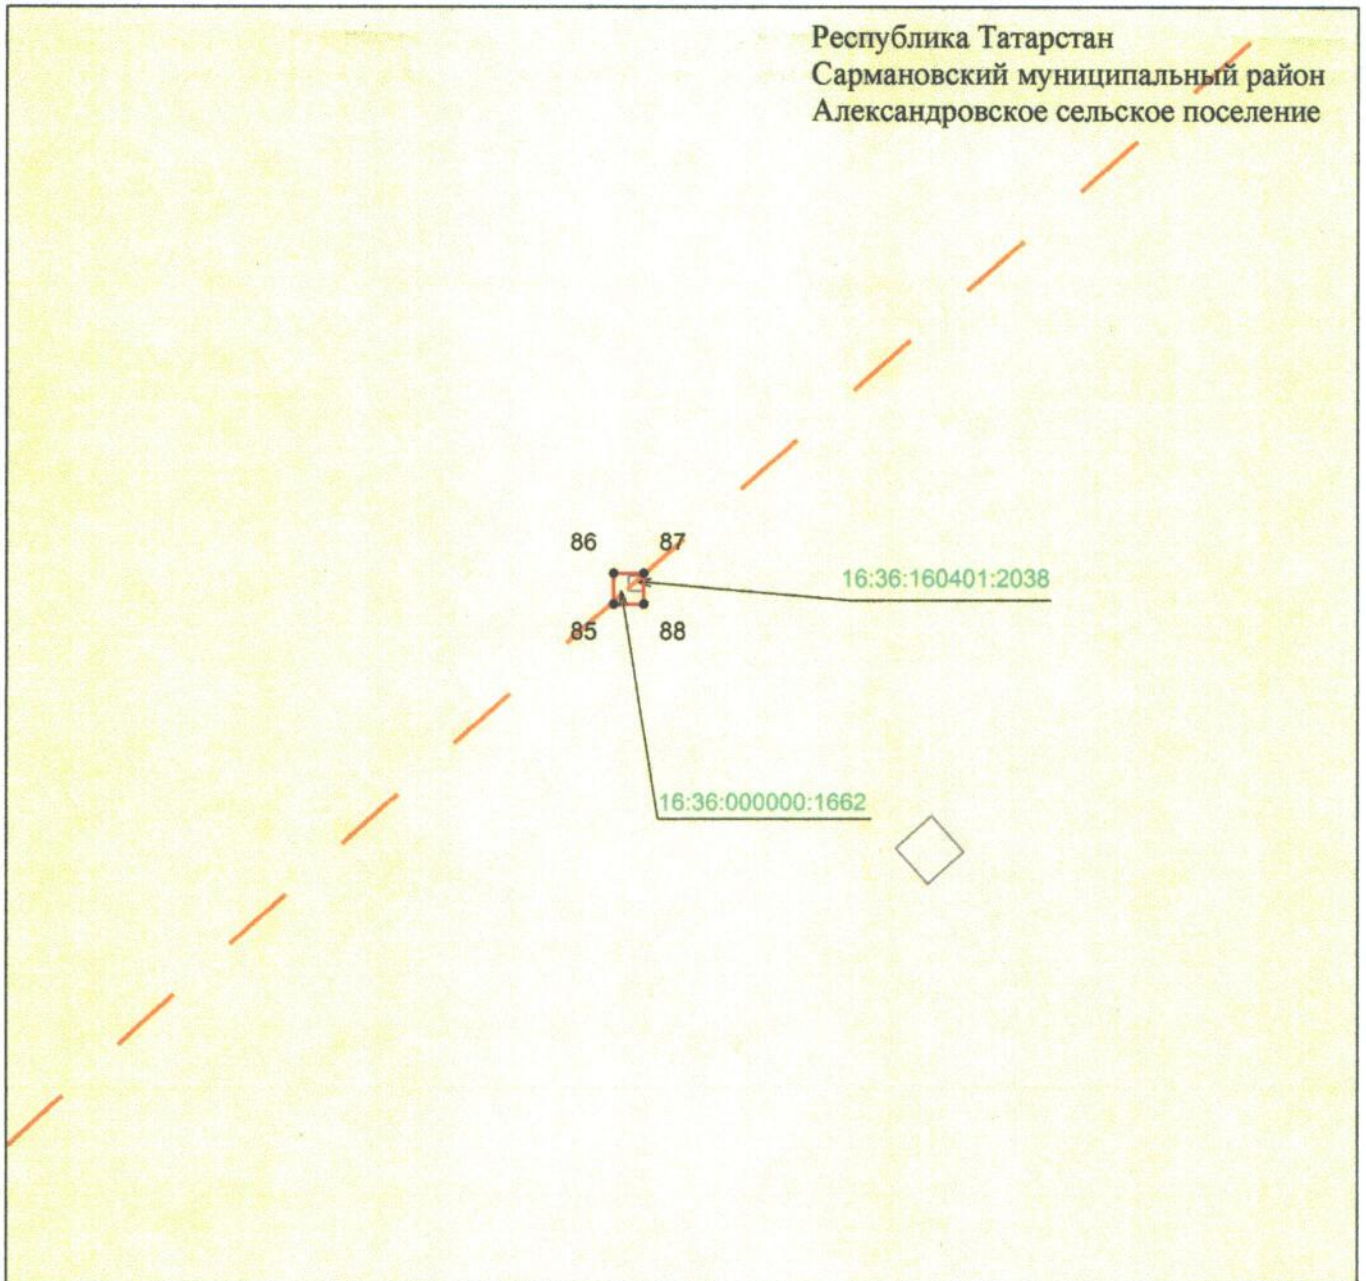 Республика Татарстан
Сармановский муниципальный район
Александровское сельское поселение
86 87
16:36:160401:2038
85 88
16:36:000000:1662